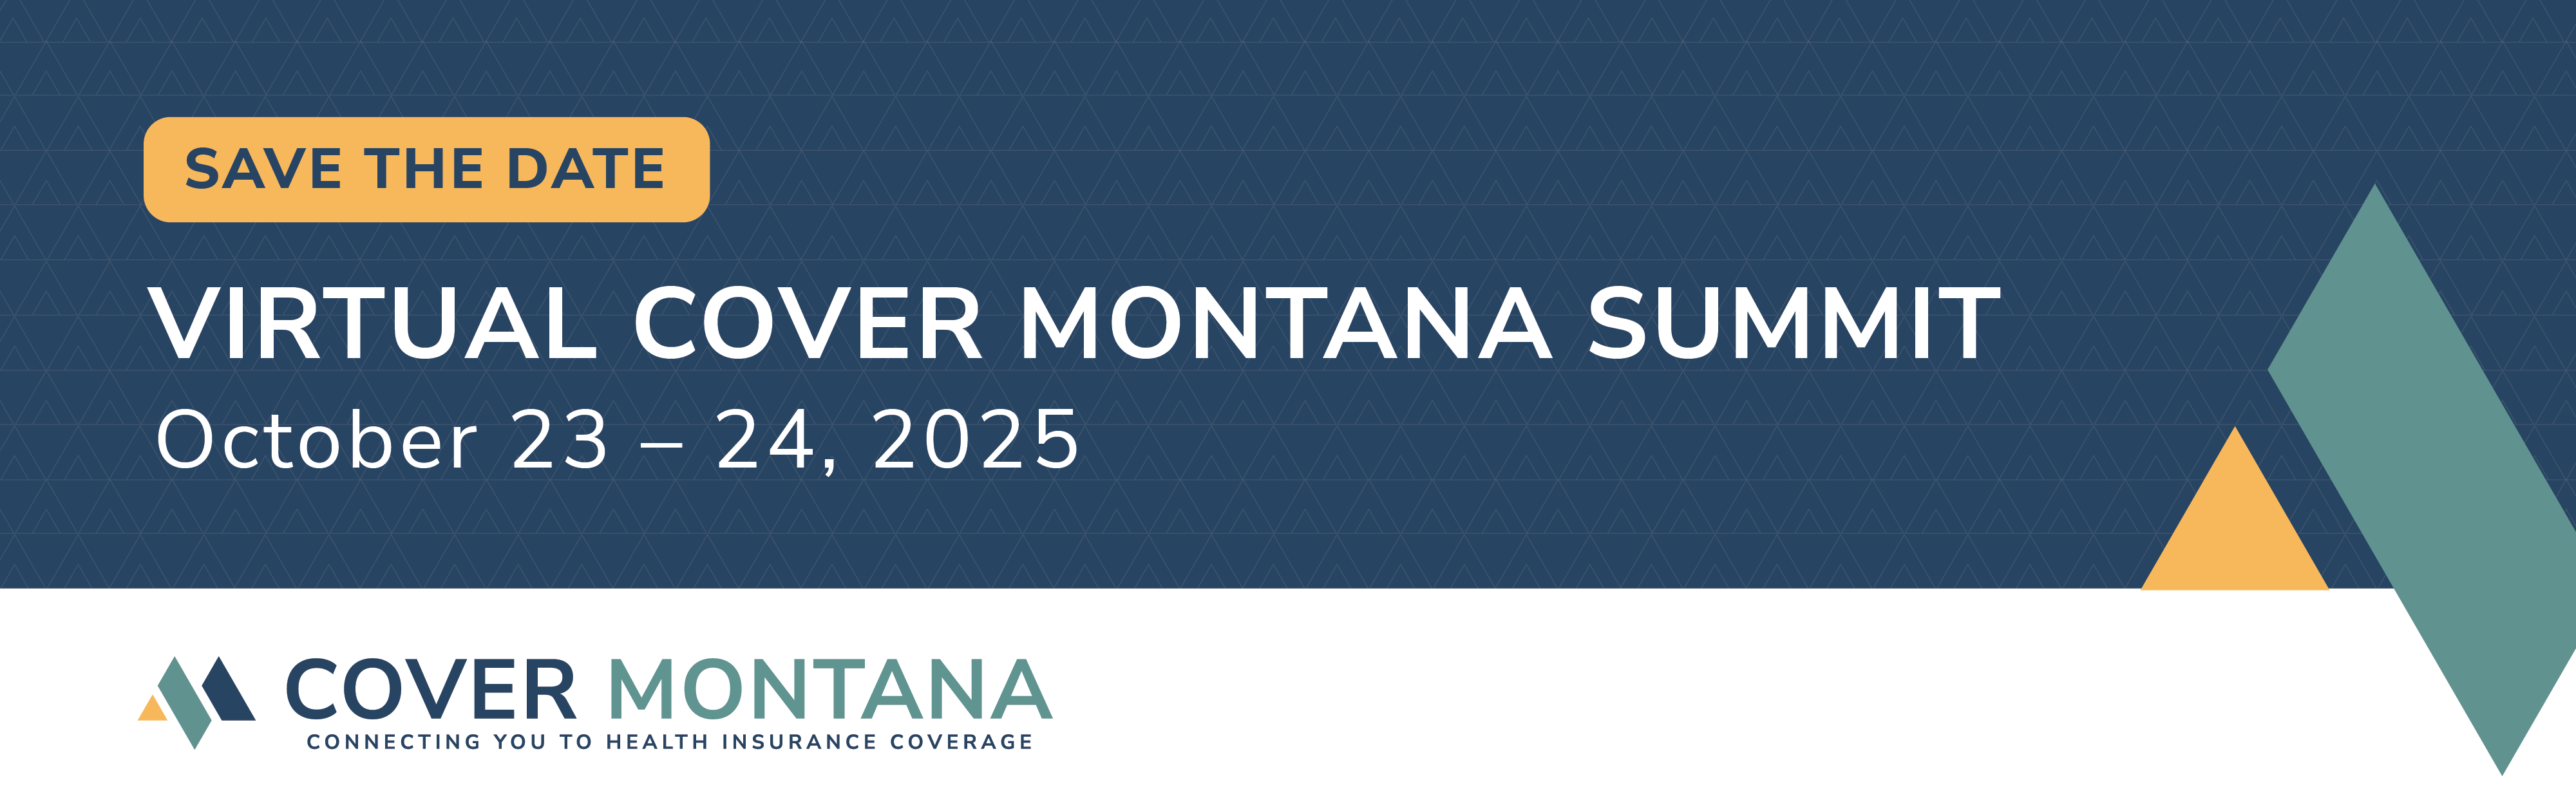 SAVE THE DATE
VIRTUAL COVER MONTANA SUMMIT
October 23 – 24, 2025
COVER MONTANA
CONNECTING YOU TO HEALTH INSURANCE COVERAGE